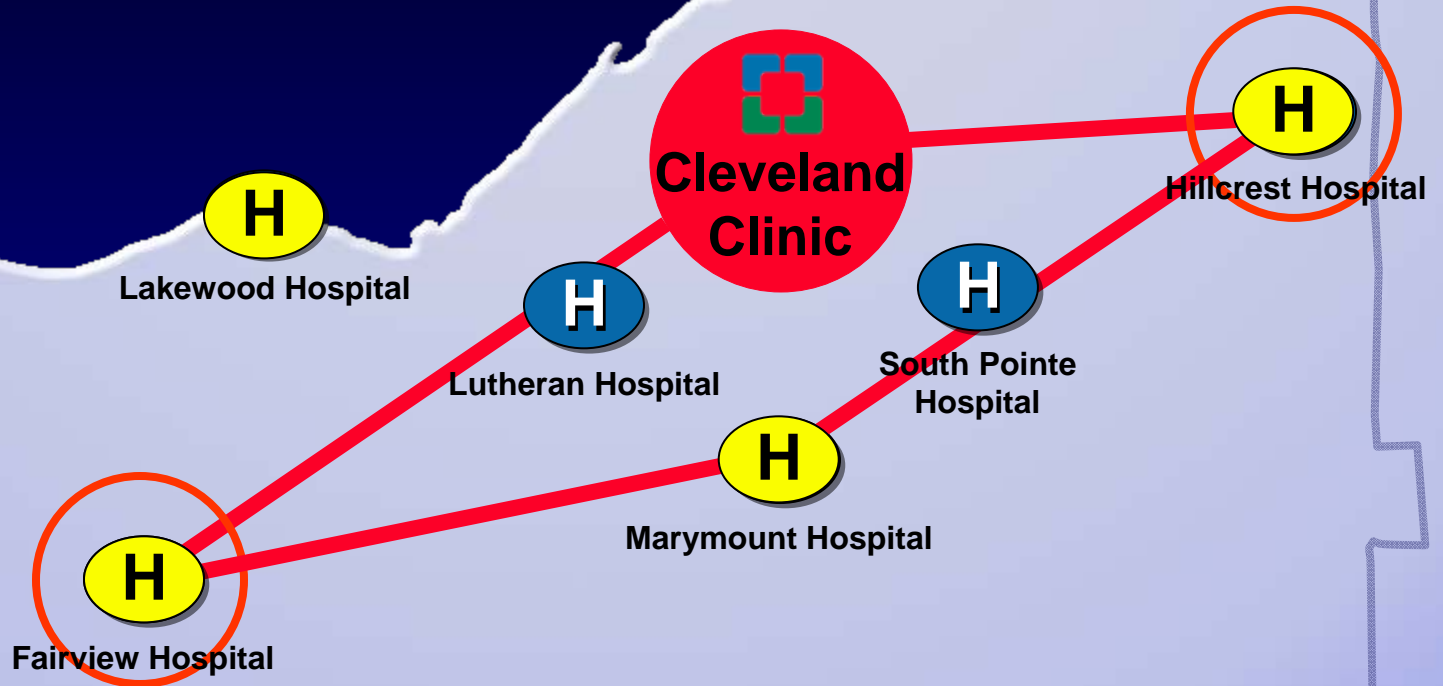 Cleveland
Clinic
H
Hillcrest Hospital
H
Lakewood Hospital
H
Lutheran Hospital
H
South Pointe
Hospital
H
Marymount Hospital
H
Fairview Hospital